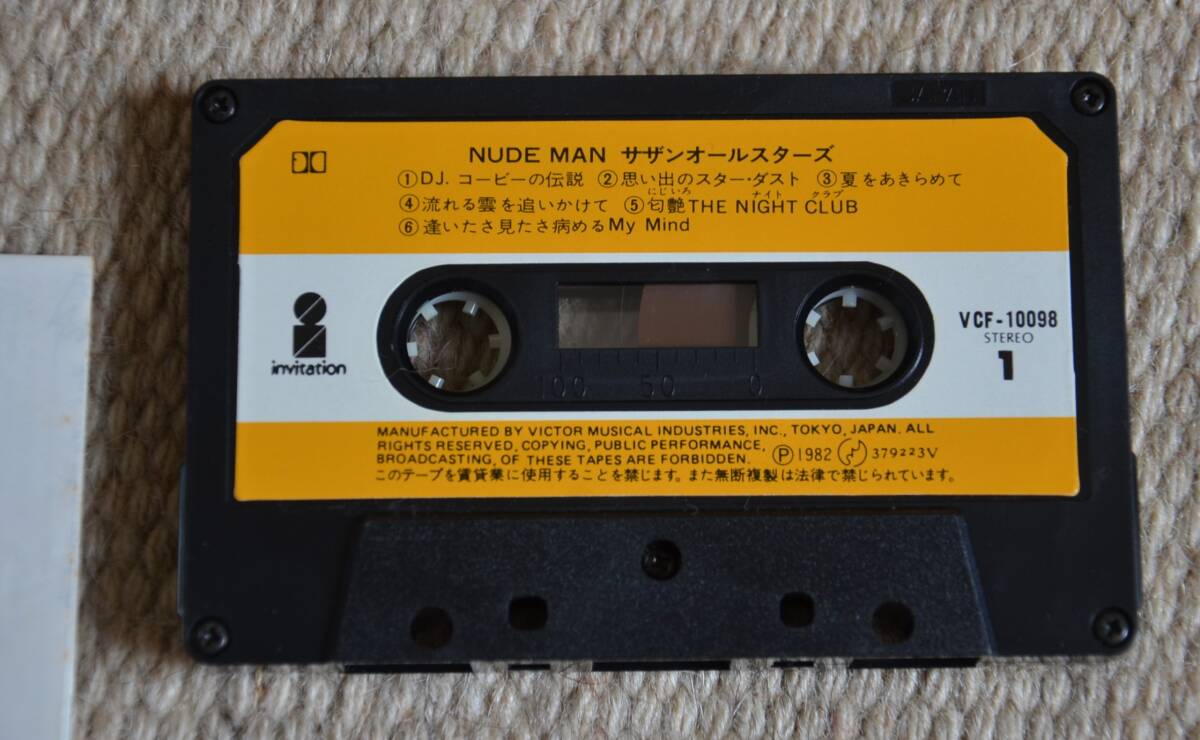 NUDE MAN サザンオールスターズ
①DJ. コービーの伝説 ②思い出のスター・ダスト ③夏をあきらめて
にじいろ ナイト クラブ
④流れる雲を追いかけて ⑤匂艶THE NIGHT CLUB
⑥逢いたさ見たさ病めるMy Mind
invitation
VCF-10098
STEREO
1
100 50 0
MANUFACTURED BY VICTOR MUSICAL INDUSTRIES, INC., TOKYO, JAPAN. ALL
RIGHTS RESERVED, COPYING, PUBLIC PERFORMANCE,
BROADCASTING, OF THESE TAPES ARE FORBIDDEN.
Ⓟ1982 379223V
このテープを賃貸業に使用することを禁じます。また無断複製は法律で禁じられています。